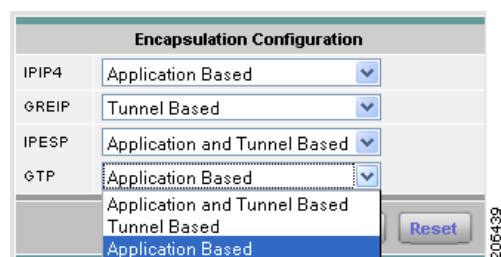 Encapsulation Configuration
IPIP4 Application Based
GREIP Tunnel Based
IPESP Application and Tunnel Based
GTP Application Based
Application and Tunnel Based
Tunnel Based
Application Based
Reset
206439